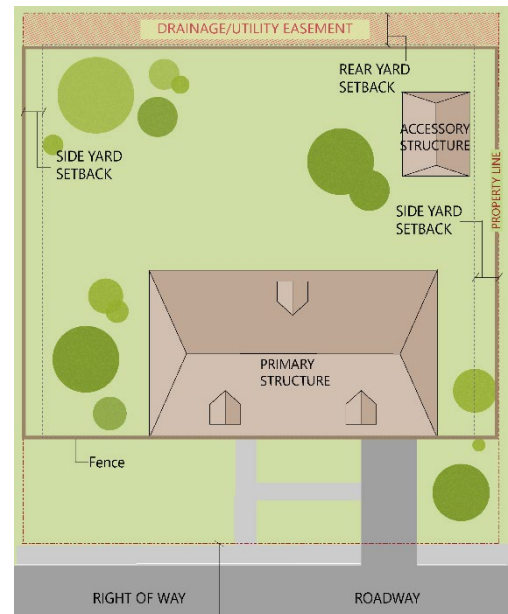 DRAINAGE/UTILITY EASEMENT
REAR YARD
SETBACK
ACCESSORY
STRUCTURE
SIDE YARD
SETBACK
PROPERTY LINE
SIDE YARD
SETBACK
PRIMARY
STRUCTURE
Fence
RIGHT OF WAY
ROADWAY